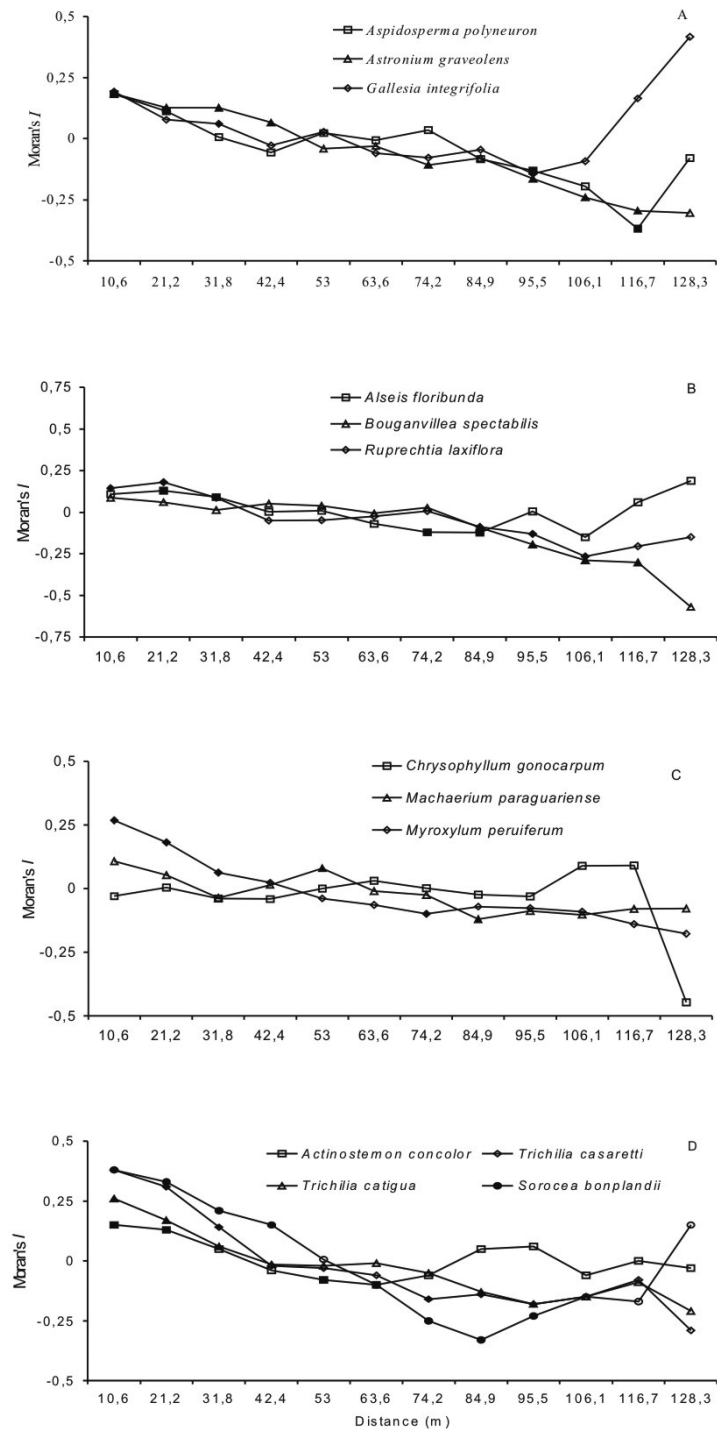 A
0,5
Aspidosperma polyneuron
Astronium graveolens
0,25
Gallesia integrifolia
Moran's I
0
-0,25
-0,5
10,6 21,2 31,8 42,4 53 63,6 74,2 84,9 95,5 106,1 116,7 128,3
0,75
B
Alseis floribunda
0,5
Bouganvillea spectabilis
Ruprechtia laxiflora
0,25
Moran's I
0
-0,25
-0,5
-0,75
10,6 21,2 31,8 42,4 53 63,6 74,2 84,9 95,5 106,1 116,7 128,3
0,5
Chrysophyllum gonocarpum
C
Machaerium paraguariense
0,25
Myroxylum peruiferum
Moran's I
0
-0,25
-0,5
10,6 21,2 31,8 42,4 53 63,6 74,2 84,9 95,5 106,1 116,7 128,3
0,5
Actinostemon concolor Trichilia casaretti
D
Trichilia catigua Sorocea bonplandii
0,25
Moran's I
0
-0,25
-0,5
10,6 21,2 31,8 42,4 53 63,6 74,2 84,9 95,5 106,1 116,7 128,3
Distance (m)